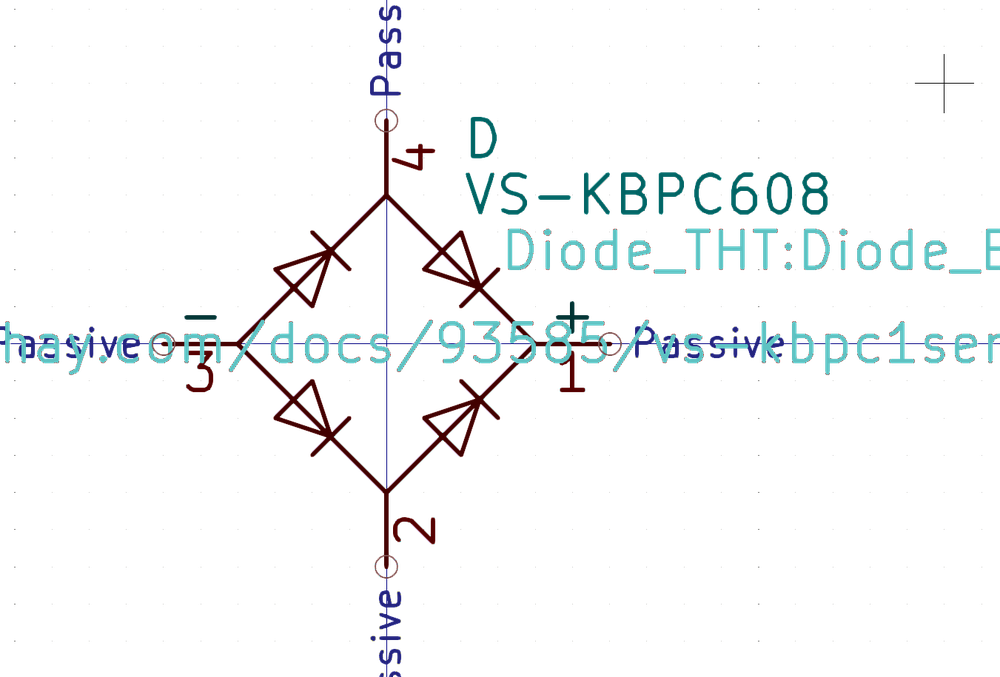 Pass
4
D
VS-KBPC608
Diode_THT:Diode_B
− +
Passive Passive
hay.com/docs/93585/vs-kbpc1ser
3 1
2
ssive